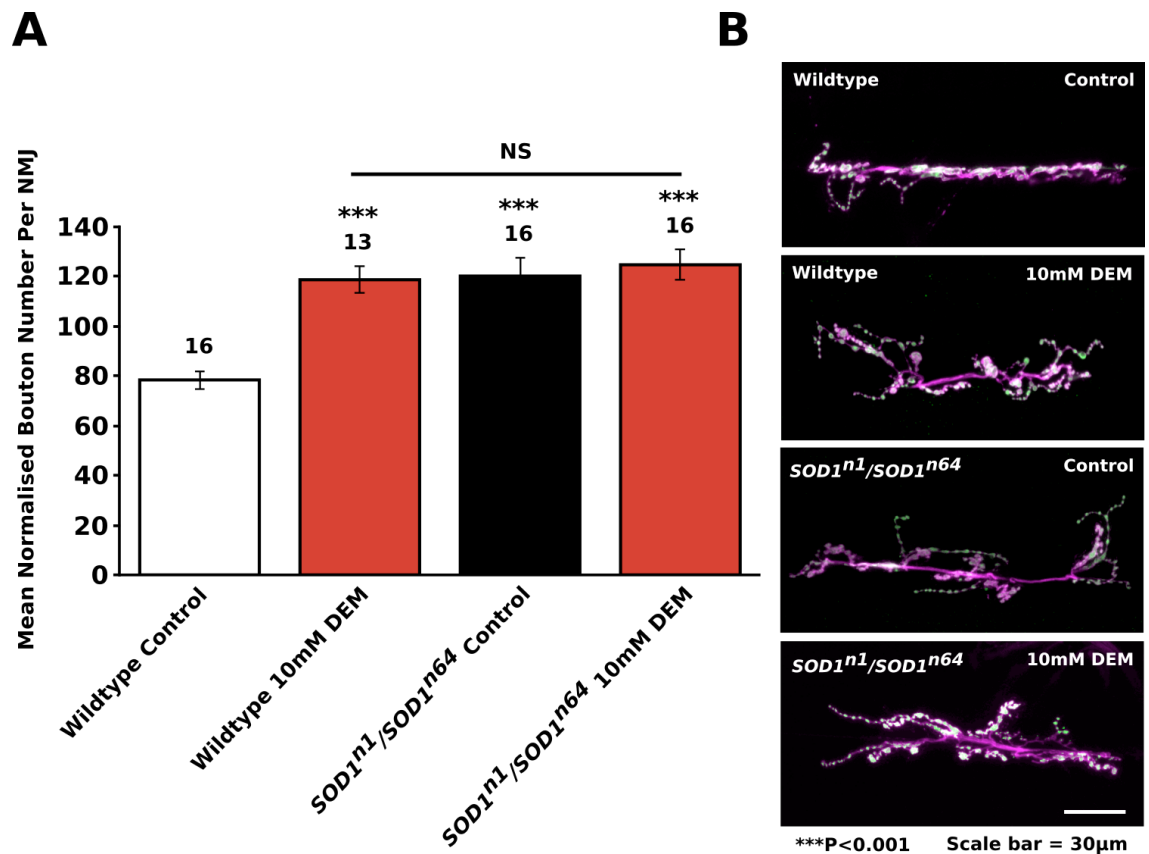 A
Mean Normalised Bouton Number Per NMJ
NS
***
***
***
13
16
16
16
140
120
100
80
60
40
20
0
Wildtype Control
Wildtype 10mM DEM
SOD1ⁿ¹/SOD1ⁿ⁶⁴ Control
SOD1ⁿ¹/SOD1ⁿ⁶⁴ 10mM DEM
B
Wildtype Control
Wildtype 10mM DEM
SOD1ⁿ¹/SOD1ⁿ⁶⁴ Control
SOD1ⁿ¹/SOD1ⁿ⁶⁴ 10mM DEM
***P<0.001 Scale bar = 30μm